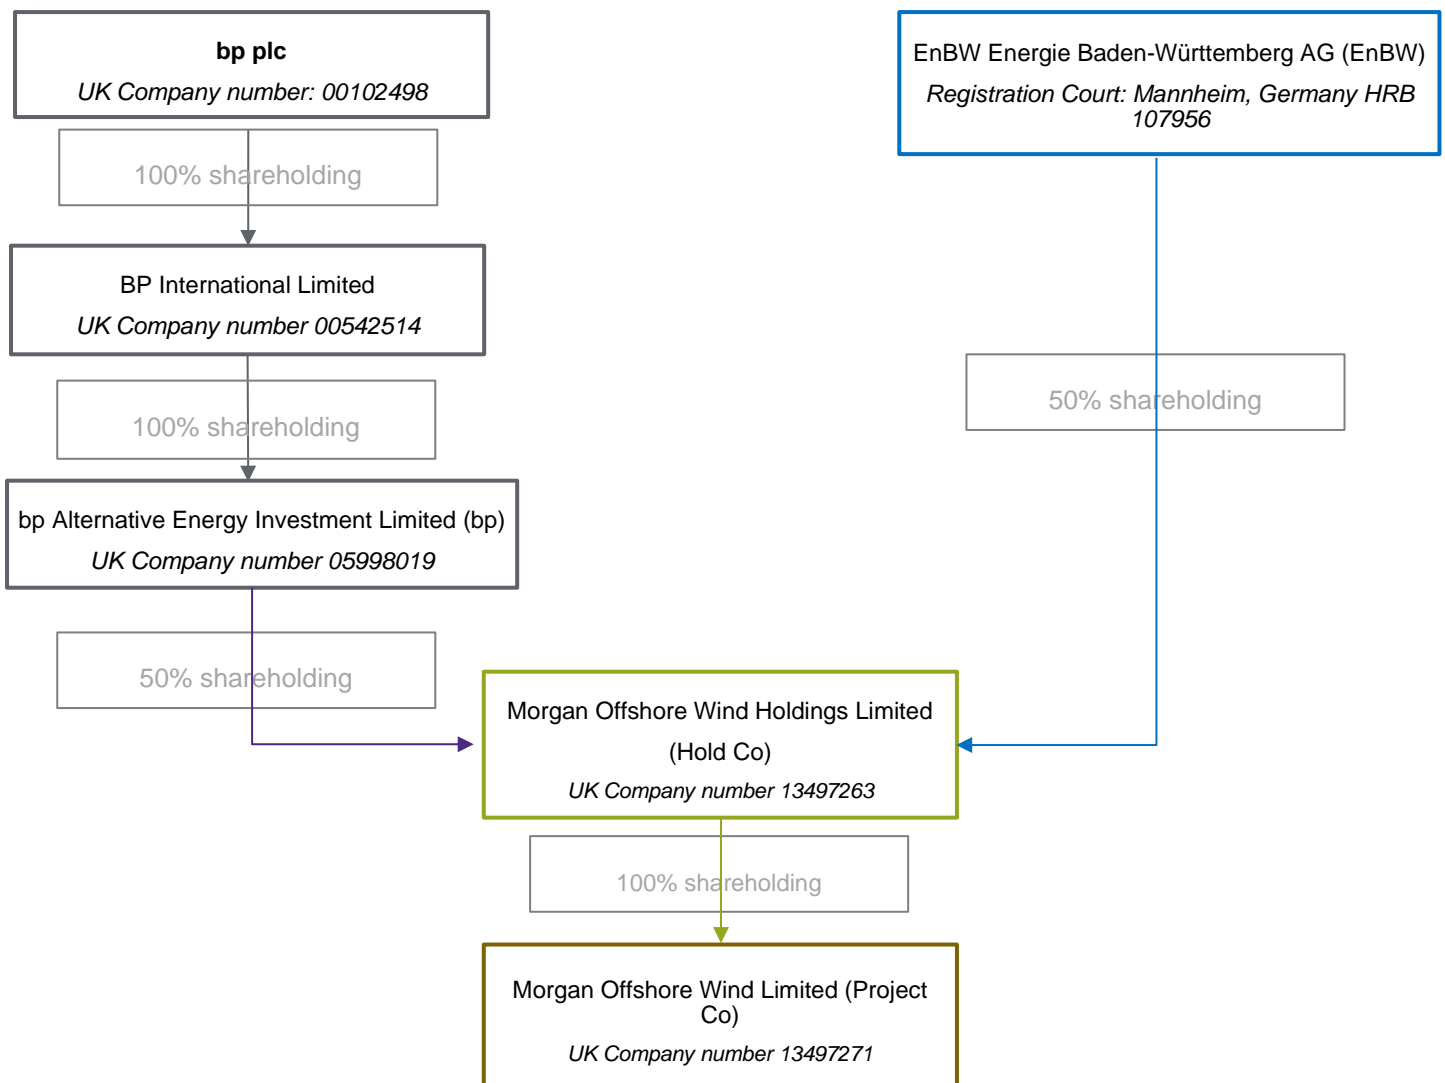 bp plc
UK Company number: 00102498
100% shareholding
BP International Limited
UK Company number 00542514
100% shareholding
bp Alternative Energy Investment Limited (bp)
UK Company number 05998019
50% shareholding
EnBW Energie Baden-Württemberg AG (EnBW)
Registration Court: Mannheim, Germany HRB
107956
50% shareholding
Morgan Offshore Wind Holdings Limited
(Hold Co)
UK Company number 13497263
100% shareholding
Morgan Offshore Wind Limited (Project
Co)
UK Company number 13497271